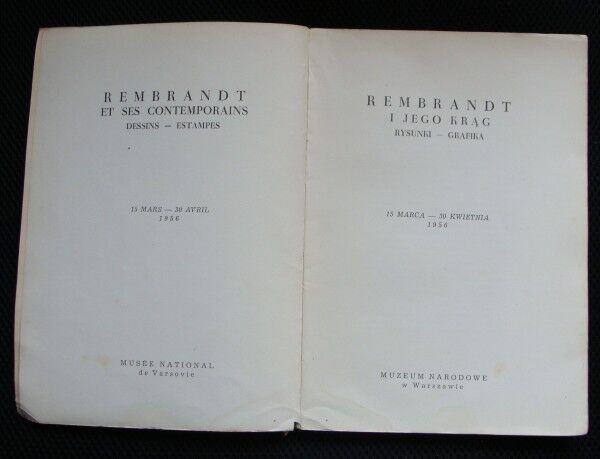 REMBRANDT
ET SES CONTEMPORAINS
DESSINS — ESTAMPES
15 MARS — 30 AVRIL
1956
MUSÉE NATIONAL
de Varsovie
REMBRANDT
I JEGO KRĄG
RYSUNKI — GRAFIKA
15 MARCA — 30 KWIETNIA
1956
MUZEUM NARODOWE
w Warszawie